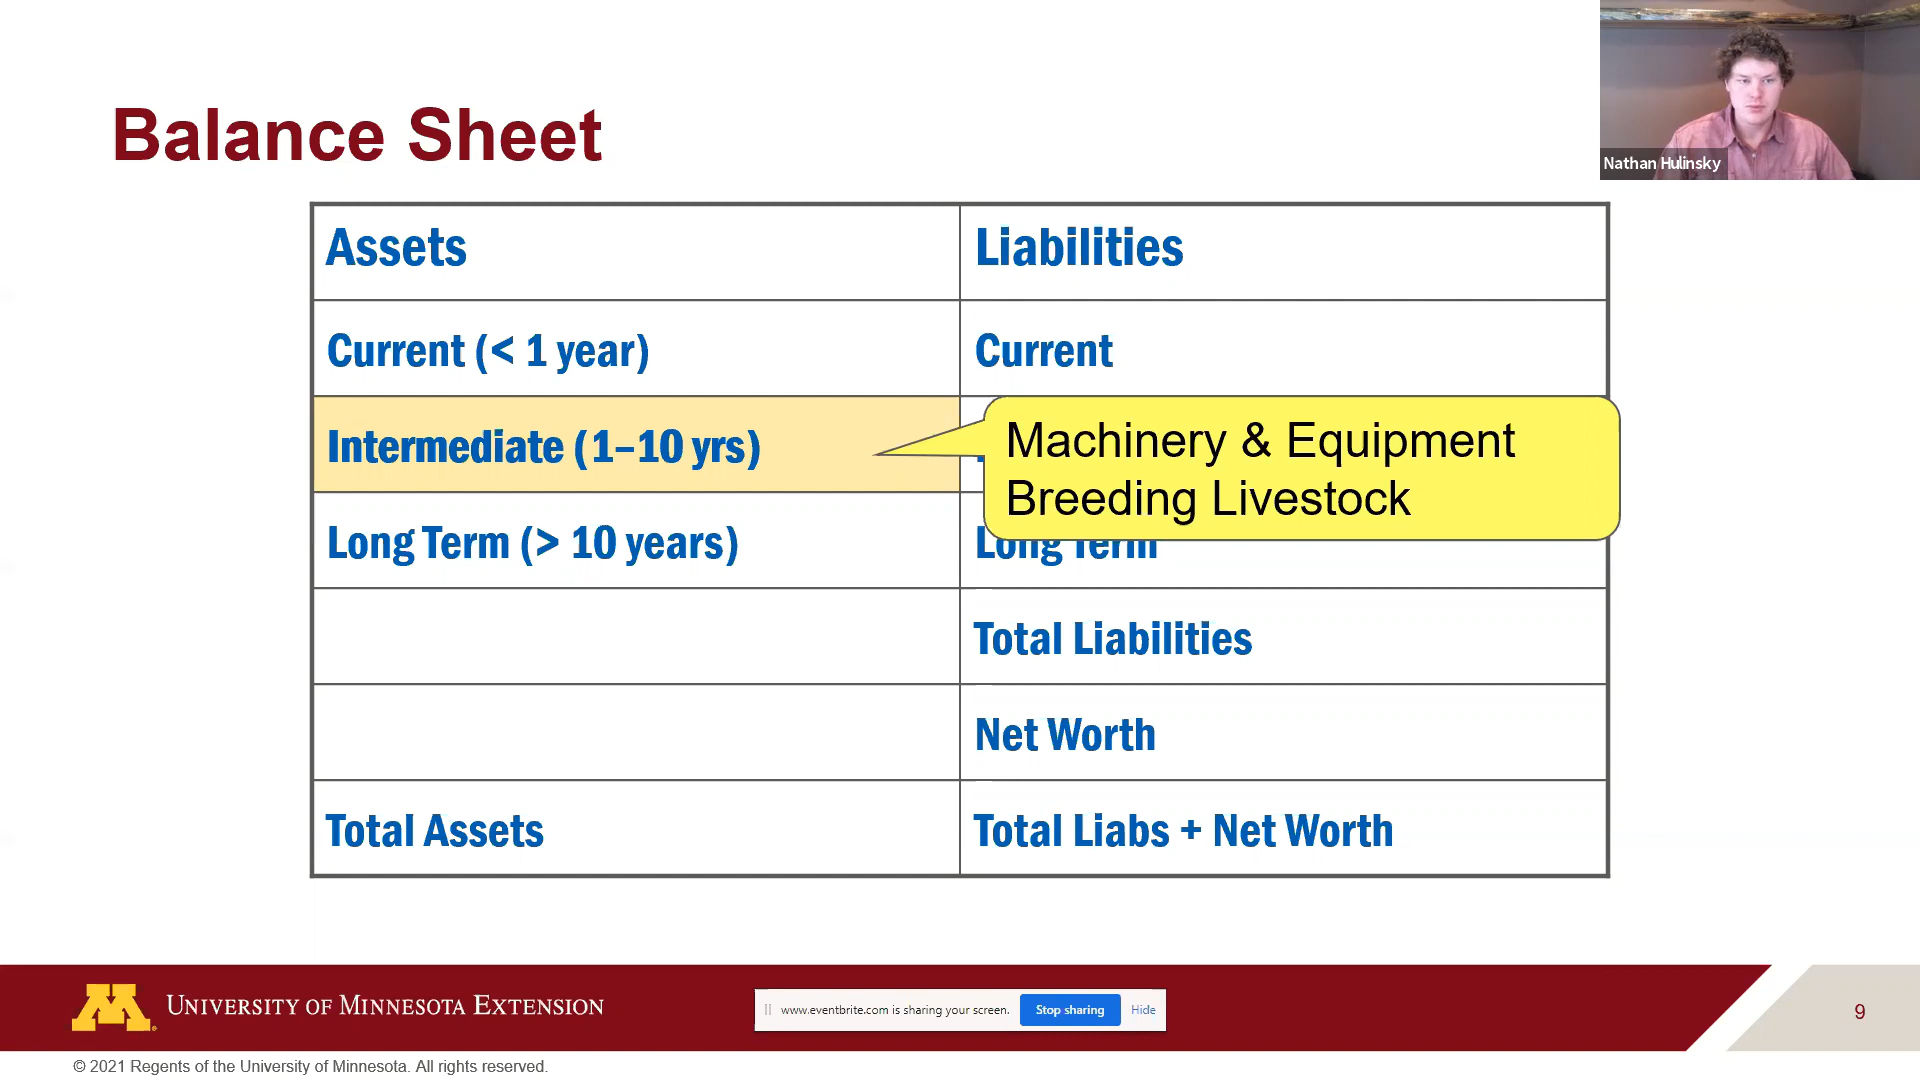 Balance Sheet
Nathan Hulinsky
Assets
Liabilities
Current (< 1 year)
Current
Intermediate (1–10 yrs)
Machinery & Equipment
Breeding Livestock
Long Term (> 10 years)
Long Term
Total Liabilities
Net Worth
Total Assets
Total Liabs + Net Worth
UNIVERSITY OF MINNESOTA EXTENSION
www.eventbrite.com is sharing your screen.
Stop sharing
Hide
9
© 2021 Regents of the University of Minnesota. All rights reserved.